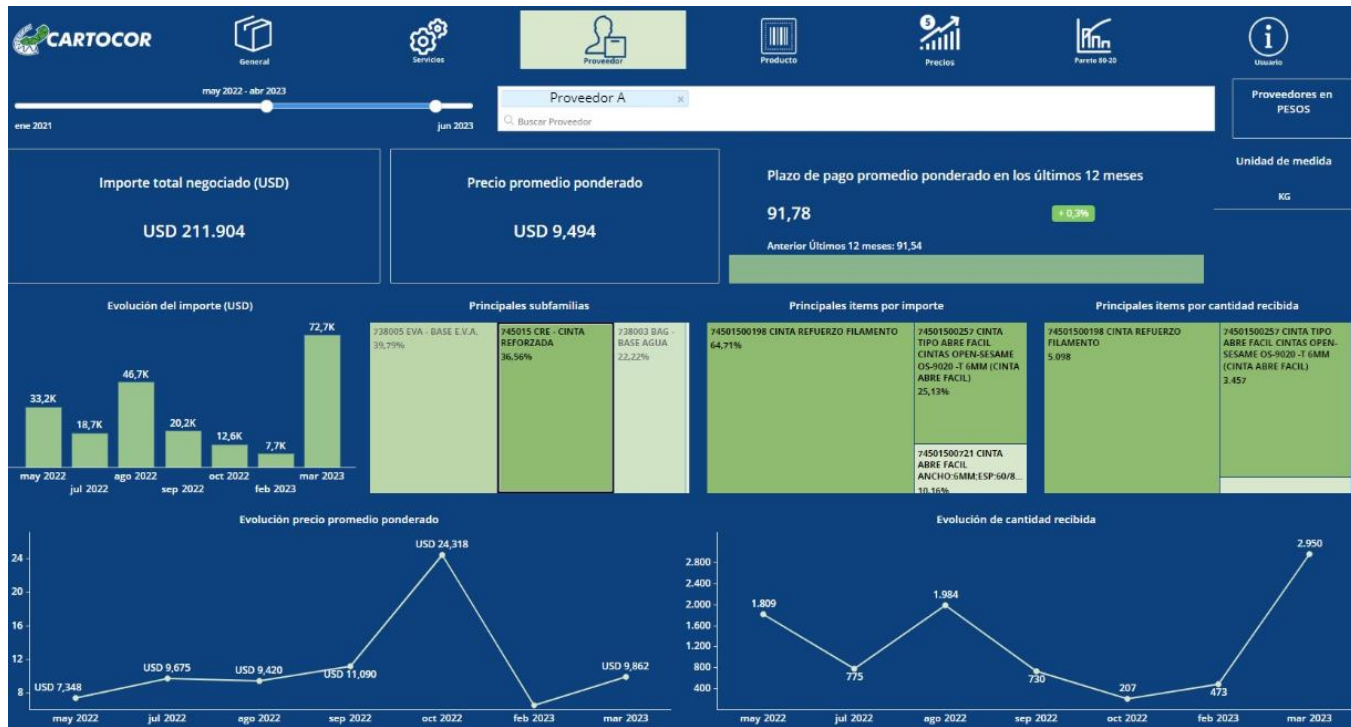 CARTOCOR
General
Servicios
Proveedor
Producto
Precios
Pareto 80-20
Usuario
may 2022 - abr 2023
ene 2021
jun 2023
Proveedor A ×
Buscar Proveedor
Proveedores en
PESOS
Unidad de medida
KG
Importe total negociado (USD)
USD 211.904
Precio promedio ponderado
USD 9,494
Plazo de pago promedio ponderado en los últimos 12 meses
91,78
+ 0,3%
Anterior Últimos 12 meses: 91,54
Evolución del importe (USD)
33,2K
18,7K
46,7K
20,2K
12,6K
7,7K
72,7K
may 2022
jul 2022
ago 2022
sep 2022
oct 2022
feb 2023
mar 2023
Principales subfamilias
738005 EVA - BASE E.V.A.
39,79%
745015 CRE - CINTA
REFORZADA
36,56%
738003 BAG -
BASE AGUA
22,22%
Principales items por importe
74501500198 CINTA REFUERZO FILAMENTO
64,71%
74501500257 CINTA
TIPO ABRE FACIL
CINTAS OPEN-SESAME
OS-9020 -T 6MM (CINTA
ABRE FACIL)
25,13%
74501500721 CINTA
ABRE FACIL
ANCHO:6MM;ESP:60/8...
10,16%
Principales items por cantidad recibida
74501500198 CINTA REFUERZO
FILAMENTO
5.098
74501500257 CINTA TIPO
ABRE FACIL CINTAS OPEN-
SESAME OS-9020 -T 6MM
(CINTA ABRE FACIL)
3.457
Evolución precio promedio ponderado
24
20
16
12
8
USD 7,348
USD 9,675
USD 9,420
USD 11,090
USD 24,318
USD 9,862
may 2022
jul 2022
ago 2022
sep 2022
oct 2022
feb 2023
mar 2023
Evolución de cantidad recibida
2.800
2.400
2.000
1.600
1.200
800
400
1.809
775
1.984
730
207
473
2.950
may 2022
jul 2022
ago 2022
sep 2022
oct 2022
feb 2023
mar 2023